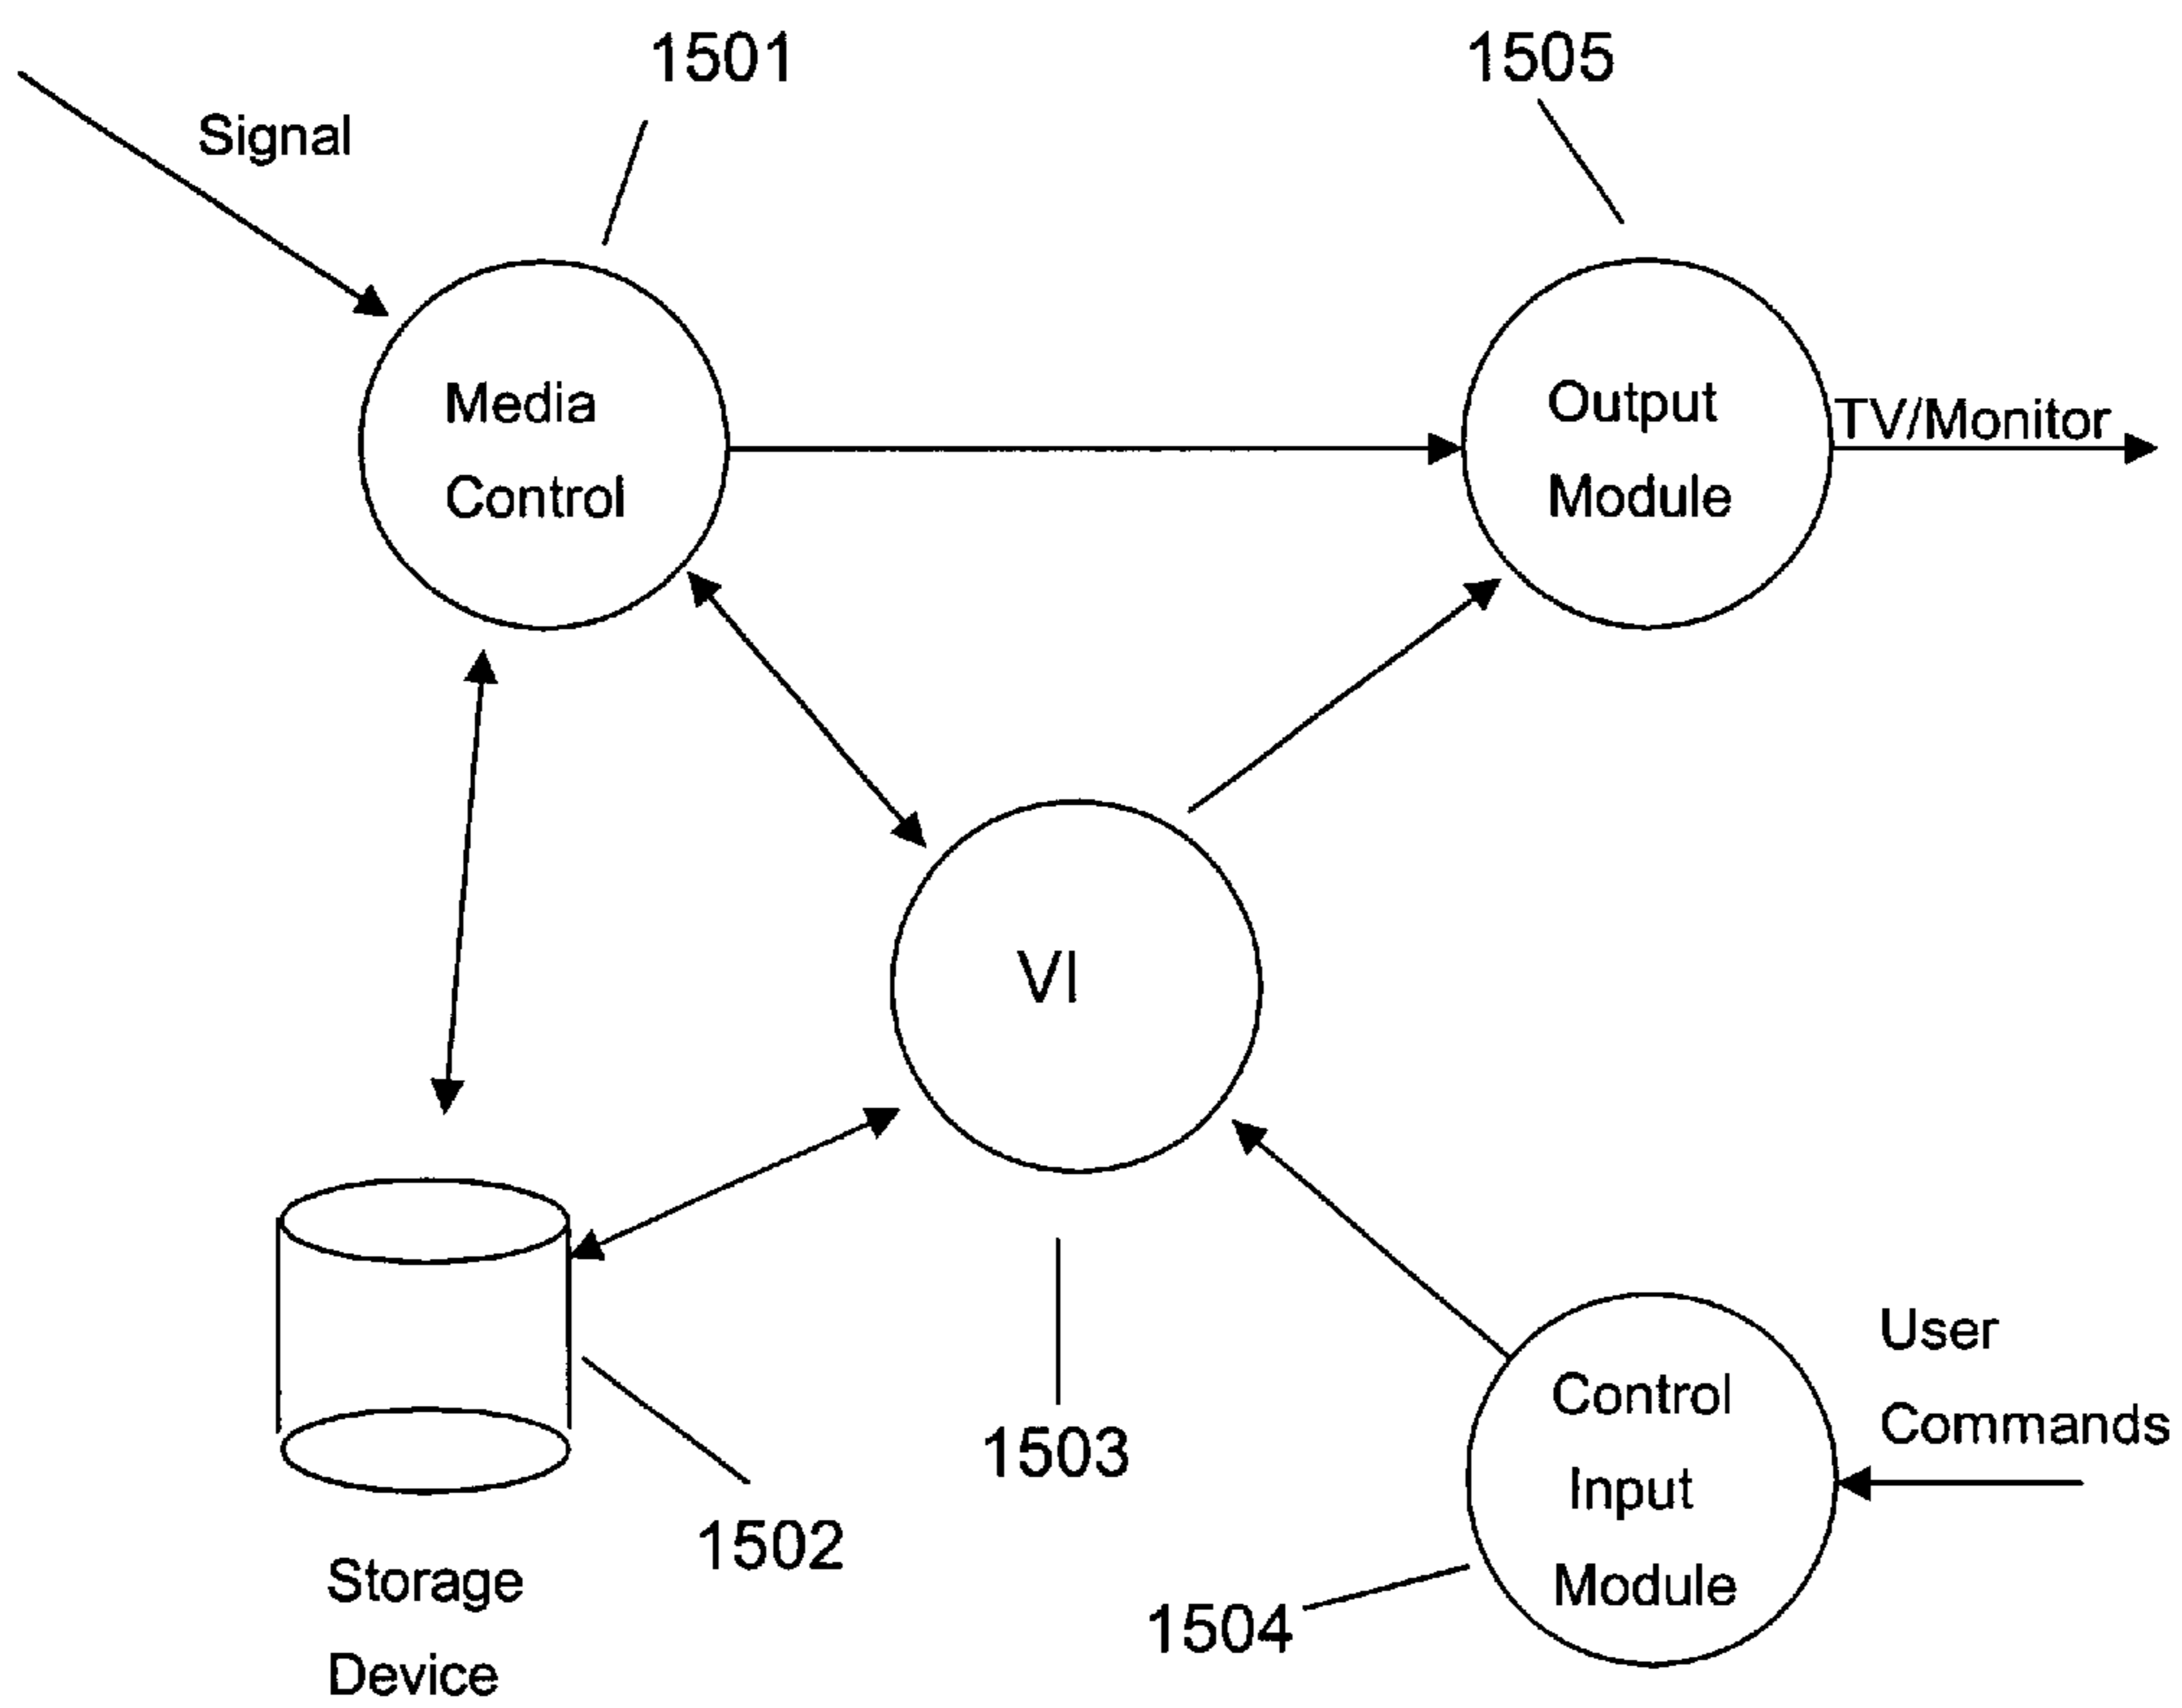 1501
1505
Signal
Media
Control
Output
Module
TV/Monitor
VI
User
Commands
Control
Input
Module
1503
1502
1504
Storage
Device